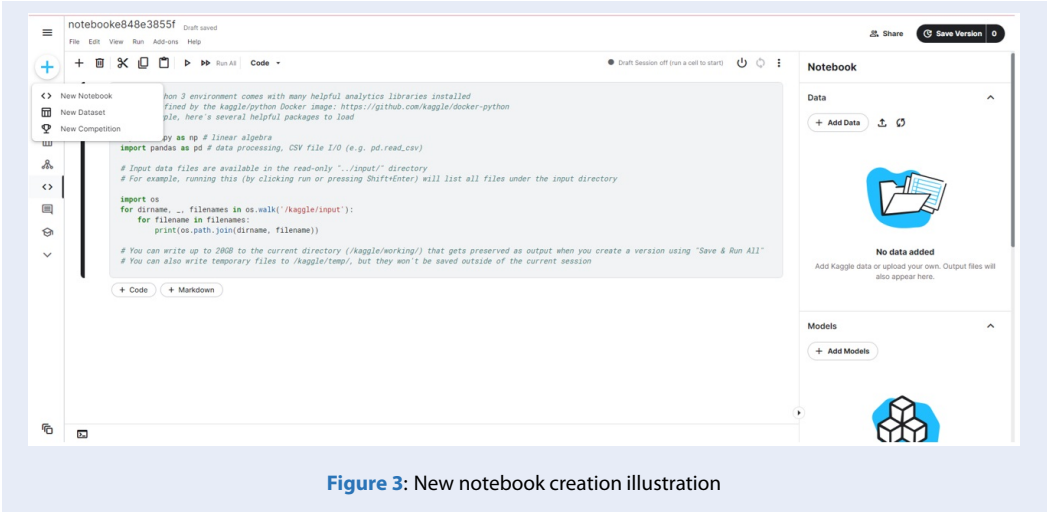 notebooke848e3855f Draft saved
File Edit View Run Add-ons Help
Share
Save Version 0
Run All Code
Draft Session off (run a cell to start)
New Notebook
New Dataset
New Competition
hon 3 environment comes with many helpful analytics libraries installed
fined by the kaggle/python Docker image: https://github.com/kaggle/docker-python
ple, here's several helpful packages to load
py as np # linear algebra
import pandas as pd # data processing, CSV file I/O (e.g. pd.read_csv)
# Input data files are available in the read-only "../input/" directory
# For example, running this (by clicking run or pressing Shift+Enter) will list all files under the input directory
import os
for dirname, _, filenames in os.walk('/kaggle/input'):
for filename in filenames:
print(os.path.join(dirname, filename))
# You can write up to 20GB to the current directory (/kaggle/working/) that gets preserved as output when you create a version using "Save & Run All"
# You can also write temporary files to /kaggle/temp/, but they won't be saved outside of the current session
+ Code + Markdown
Notebook
Data
+ Add Data
No data added
Add Kaggle data or upload your own. Output files will
also appear here.
Models
+ Add Models
Figure 3: New notebook creation illustration